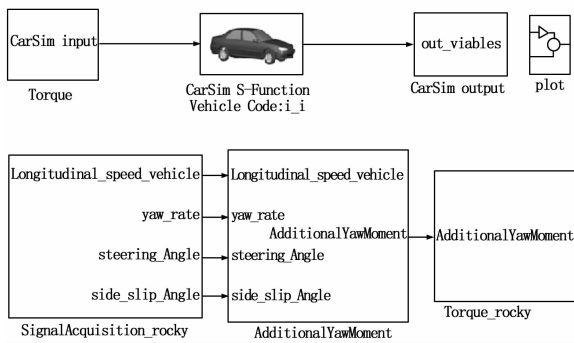 CarSim input
Torque
CarSim S-Function
Vehicle Code:i_i
out_viables
CarSim output
plot
Longitudinal_speed_vehicle
yaw_rate
steering_Angle
side_slip_Angle
SignalAcquisition_rocky
Longitudinal_speed_vehicle
yaw_rate
AdditionalYawMoment
steering_Angle
side_slip_Angle
AdditionalYawMoment
AdditionalYawMoment
Torque_rocky